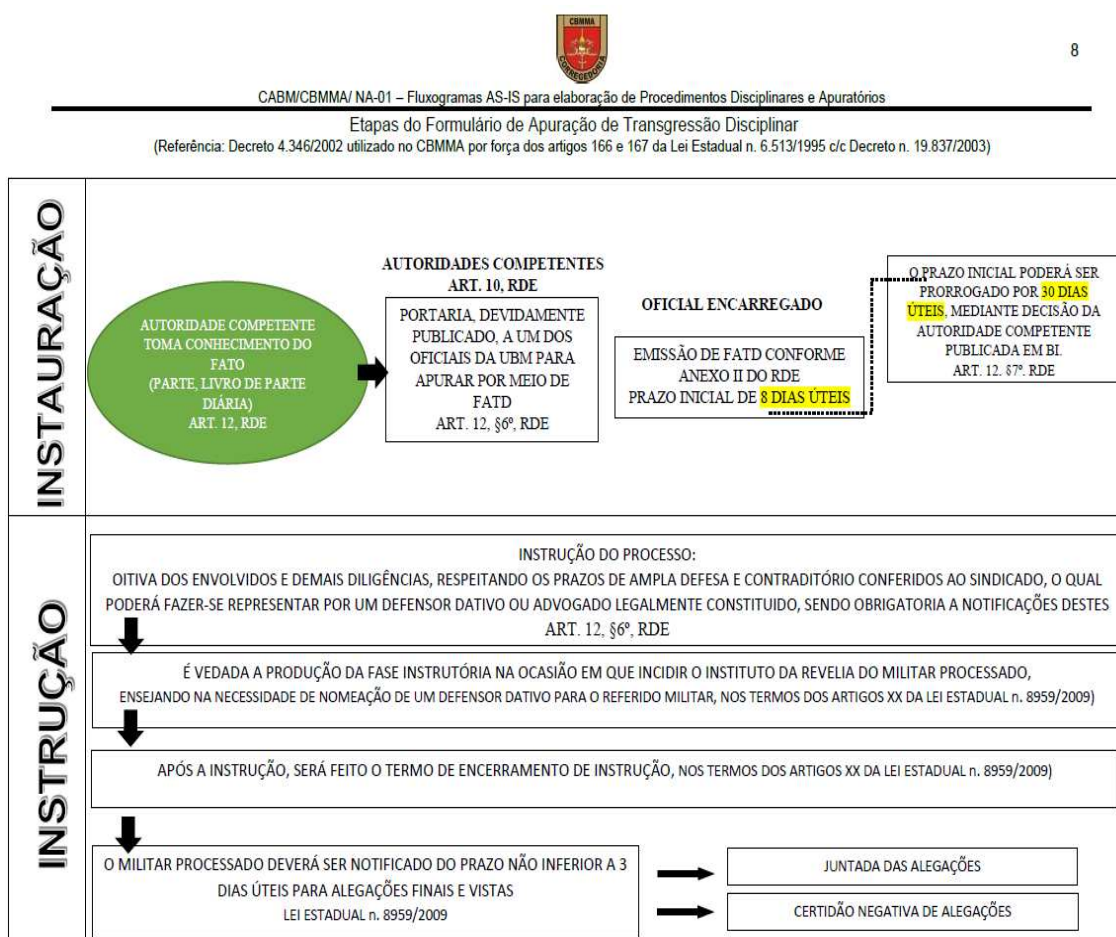 CBMMA
CORREGEDORIA
8
CABM/CBMMA/ NA-01 – Fluxogramas AS-IS para elaboração de Procedimentos Disciplinares e Apuratórios
Etapas do Formulário de Apuração de Transgressão Disciplinar
(Referência: Decreto 4.346/2002 utilizado no CBMMA por força dos artigos 166 e 167 da Lei Estadual n. 6.513/1995 c/c Decreto n. 19.837/2003)
INSTAURAÇÃO
AUTORIDADE COMPETENTE
TOMA CONHECIMENTO DO
FATO
(PARTE, LIVRO DE PARTE
DIÁRIA)
ART. 12, RDE
AUTORIDADES COMPETENTES
ART. 10, RDE
PORTARIA, DEVIDAMENTE
PUBLICADO, A UM DOS
OFICIAIS DA UBM PARA
APURAR POR MEIO DE
FATD
ART. 12, §6º, RDE
OFICIAL ENCARREGADO
EMISSÃO DE FATD CONFORME
ANEXO II DO RDE
PRAZO INICIAL DE 8 DIAS ÚTEIS
O PRAZO INICIAL PODERÁ SER
PRORROGADO POR 30 DIAS
ÚTEIS, MEDIANTE DECISÃO DA
AUTORIDADE COMPETENTE
PUBLICADA EM BI.
ART. 12. §7º. RDE
INSTRUÇÃO
INSTRUÇÃO DO PROCESSO:
OITIVA DOS ENVOLVIDOS E DEMAIS DILIGÊNCIAS, RESPEITANDO OS PRAZOS DE AMPLA DEFESA E CONTRADITÓRIO CONFERIDOS AO SINDICADO, O QUAL
PODERÁ FAZER-SE REPRESENTAR POR UM DEFENSOR DATIVO OU ADVOGADO LEGALMENTE CONSTITUIDO, SENDO OBRIGATORIA A NOTIFICAÇÕES DESTES
ART. 12, §6º, RDE
É VEDADA A PRODUÇÃO DA FASE INSTRUTÓRIA NA OCASIÃO EM QUE INCIDIR O INSTITUTO DA REVELIA DO MILITAR PROCESSADO,
ENSEJANDO NA NECESSIDADE DE NOMEAÇÃO DE UM DEFENSOR DATIVO PARA O REFERIDO MILITAR, NOS TERMOS DOS ARTIGOS XX DA LEI ESTADUAL n. 8959/2009)
APÓS A INSTRUÇÃO, SERÁ FEITO O TERMO DE ENCERRAMENTO DE INSTRUÇÃO, NOS TERMOS DOS ARTIGOS XX DA LEI ESTADUAL n. 8959/2009)
O MILITAR PROCESSADO DEVERÁ SER NOTIFICADO DO PRAZO NÃO INFERIOR A 3
DIAS ÚTEIS PARA ALEGAÇÕES FINAIS E VISTAS
LEI ESTADUAL n. 8959/2009
JUNTADA DAS ALEGAÇÕES
CERTIDÃO NEGATIVA DE ALEGAÇÕES